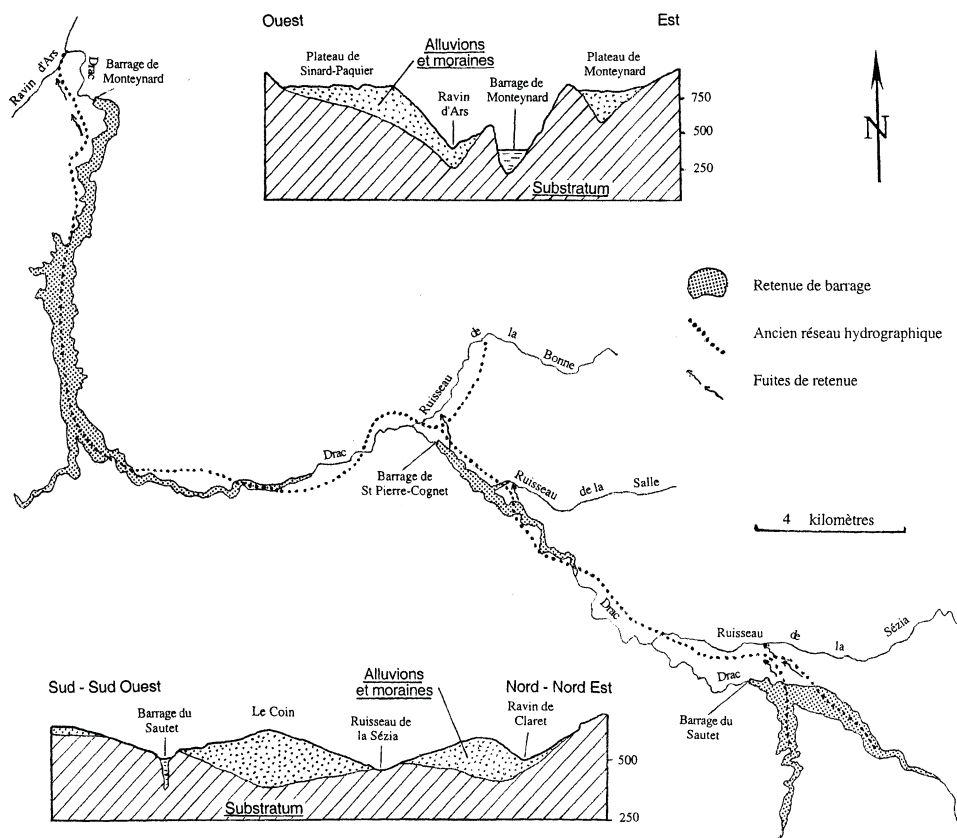 Ouest
Est
Plateau de
Sinard-Paquier
Alluvions
et moraines
Ravin
d'Ars
Barrage de
Monteynard
Plateau de
Monteynard
750
500
250
Substratum
Ravin d'Ars
Drac
Barrage de
Monteynard
N
Retenue de barrage
Ancien réseau hydrographique
Fuites de retenue
Ruisseau de la Bonne
Drac
Barrage de
St Pierre-Cognet
Ruisseau de la Salle
4 kilomètres
Drac
Ruisseau de la Sézia
Drac
Barrage du
Sautet
Sud - Sud Ouest
Nord - Nord Est
Barrage du
Sautet
Le Coin
Alluvions
et moraines
Ruisseau de
la Sézia
Ravin de
Claret
500
250
Substratum